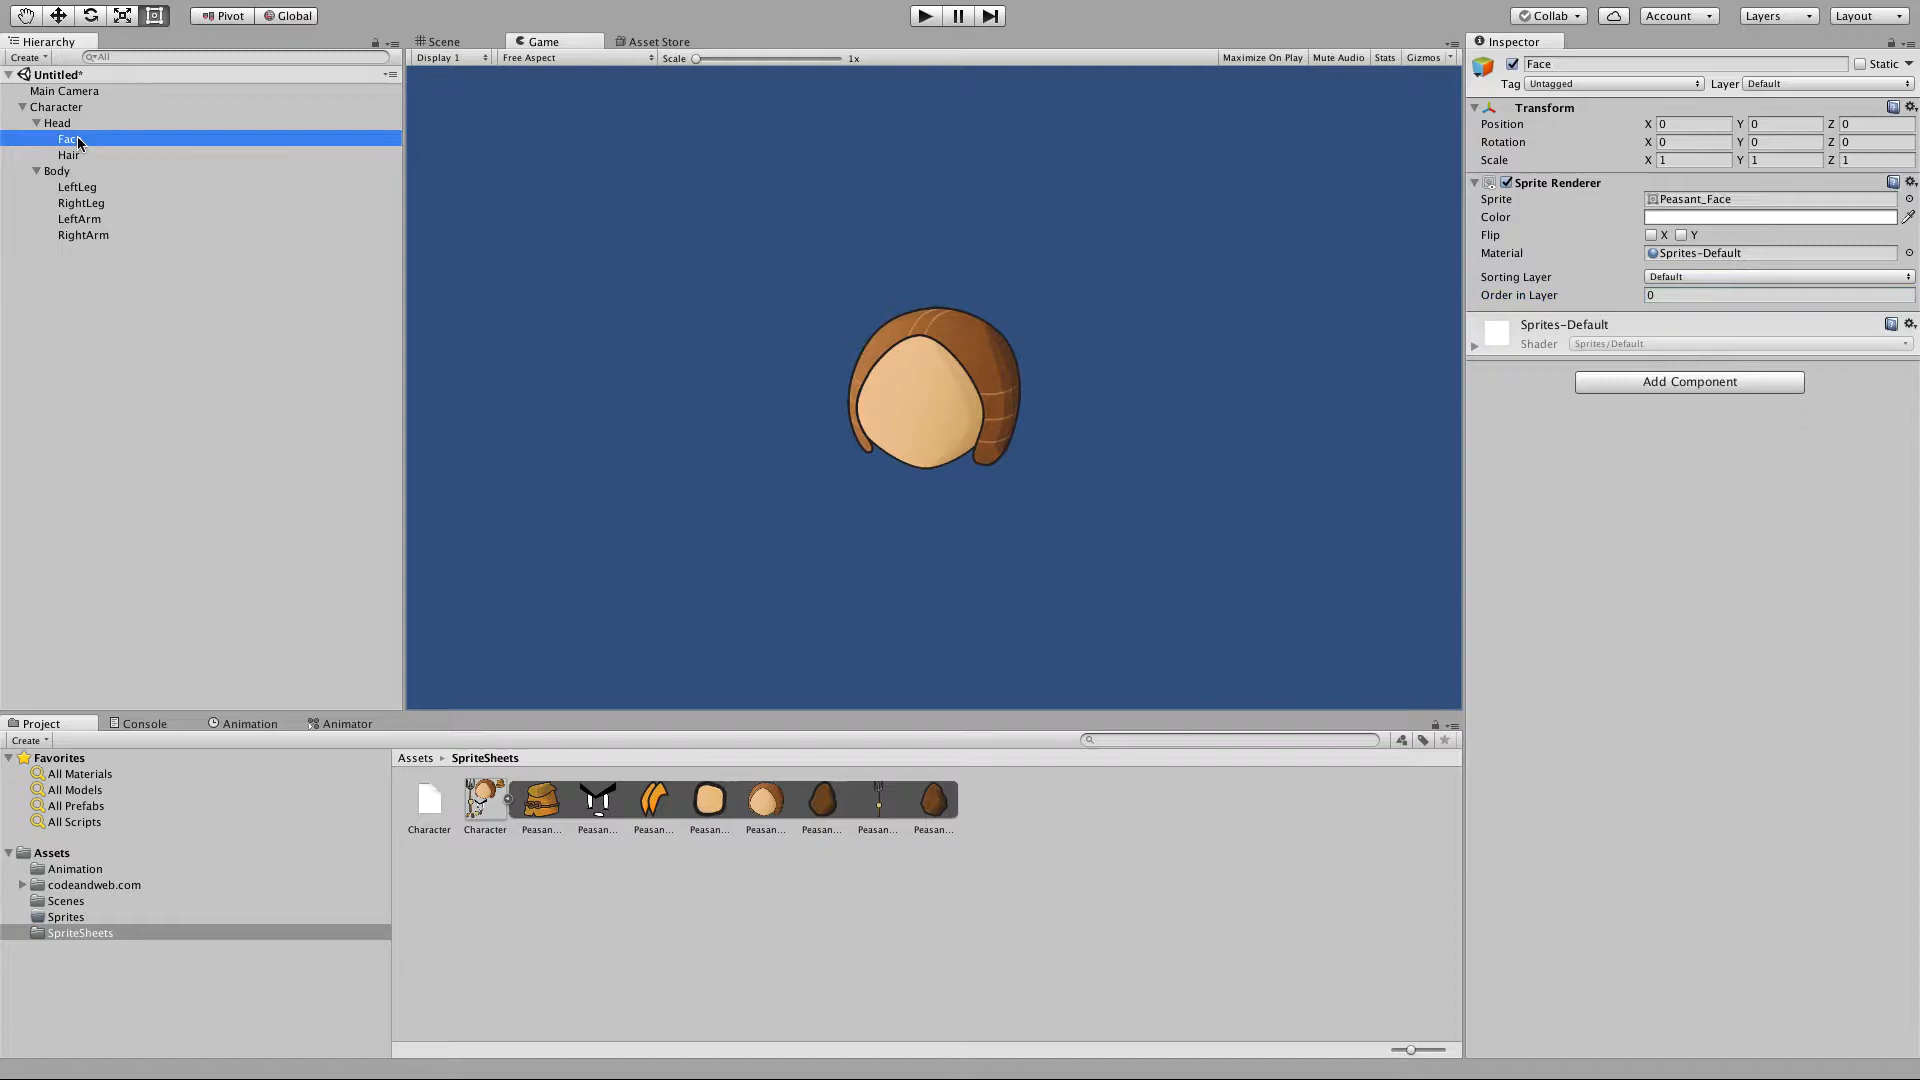 Pivot Global Collab Account Layers Layout
Hierarchy Scene Game Asset Store Inspector
Create All Display 1 Free Aspect Scale 1x Maximize On Play Mute Audio Stats Gizmos
Face Static
Untitled*
Tag Untagged Layer Default
Main Camera
Character
Head
Hair
Body
LeftLeg
RightLeg
LeftArm
RightArm
Transform
Position X 0 Y 0 Z 0
Rotation X 0 Y 0 Z 0
Scale X 1 Y 1 Z 1
Sprite Renderer
Sprite Peasant_Face
Color
Flip X Y
Material Sprites-Default
Sorting Layer Default
Order in Layer 0
Sprites-Default
Shader Sprites/Default
Add Component
Project Console Animation Animator
Create
Favorites
All Materials
All Models
All Prefabs
All Scripts
Assets
Animation
codeandweb.com
Scenes
Sprites
SpriteSheets
Assets SpriteSheets
Character Character Peasan... Peasan... Peasan... Peasan... Peasan... Peasan... Peasan... Peasan...